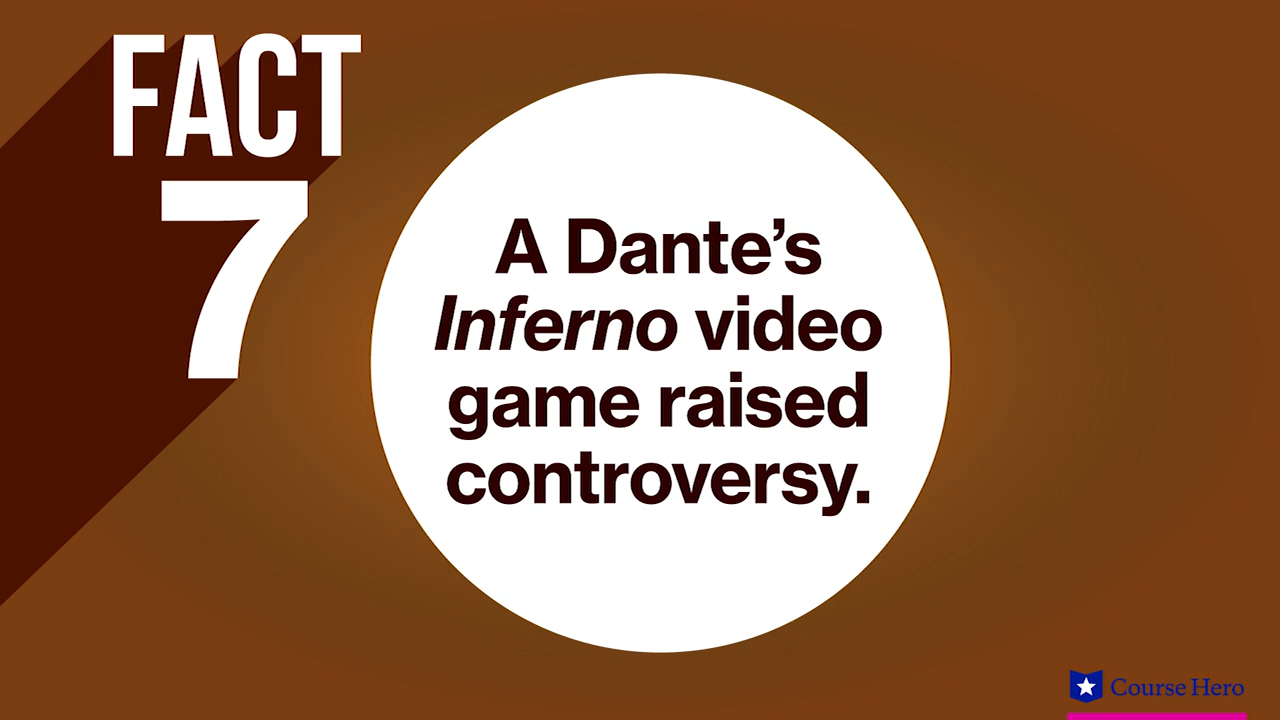 FACT
7
A Dante’s
Inferno video
game raised
controversy.
Course Hero